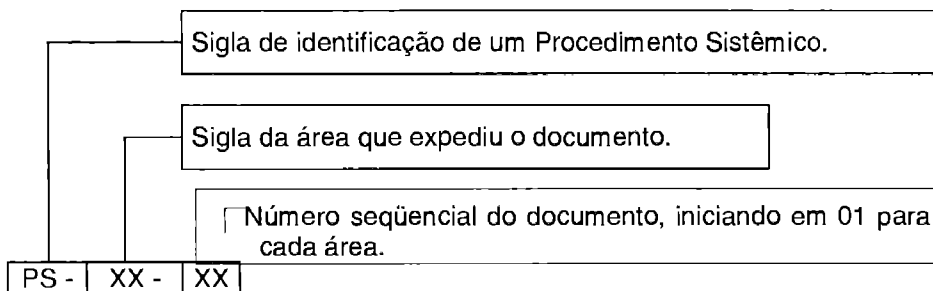 Sigla de identificação de um Procedimento Sistêmico.
Sigla da área que expediu o documento.
Número seqüencial do documento, iniciando em 01 para
cada área.
PS - XX - XX